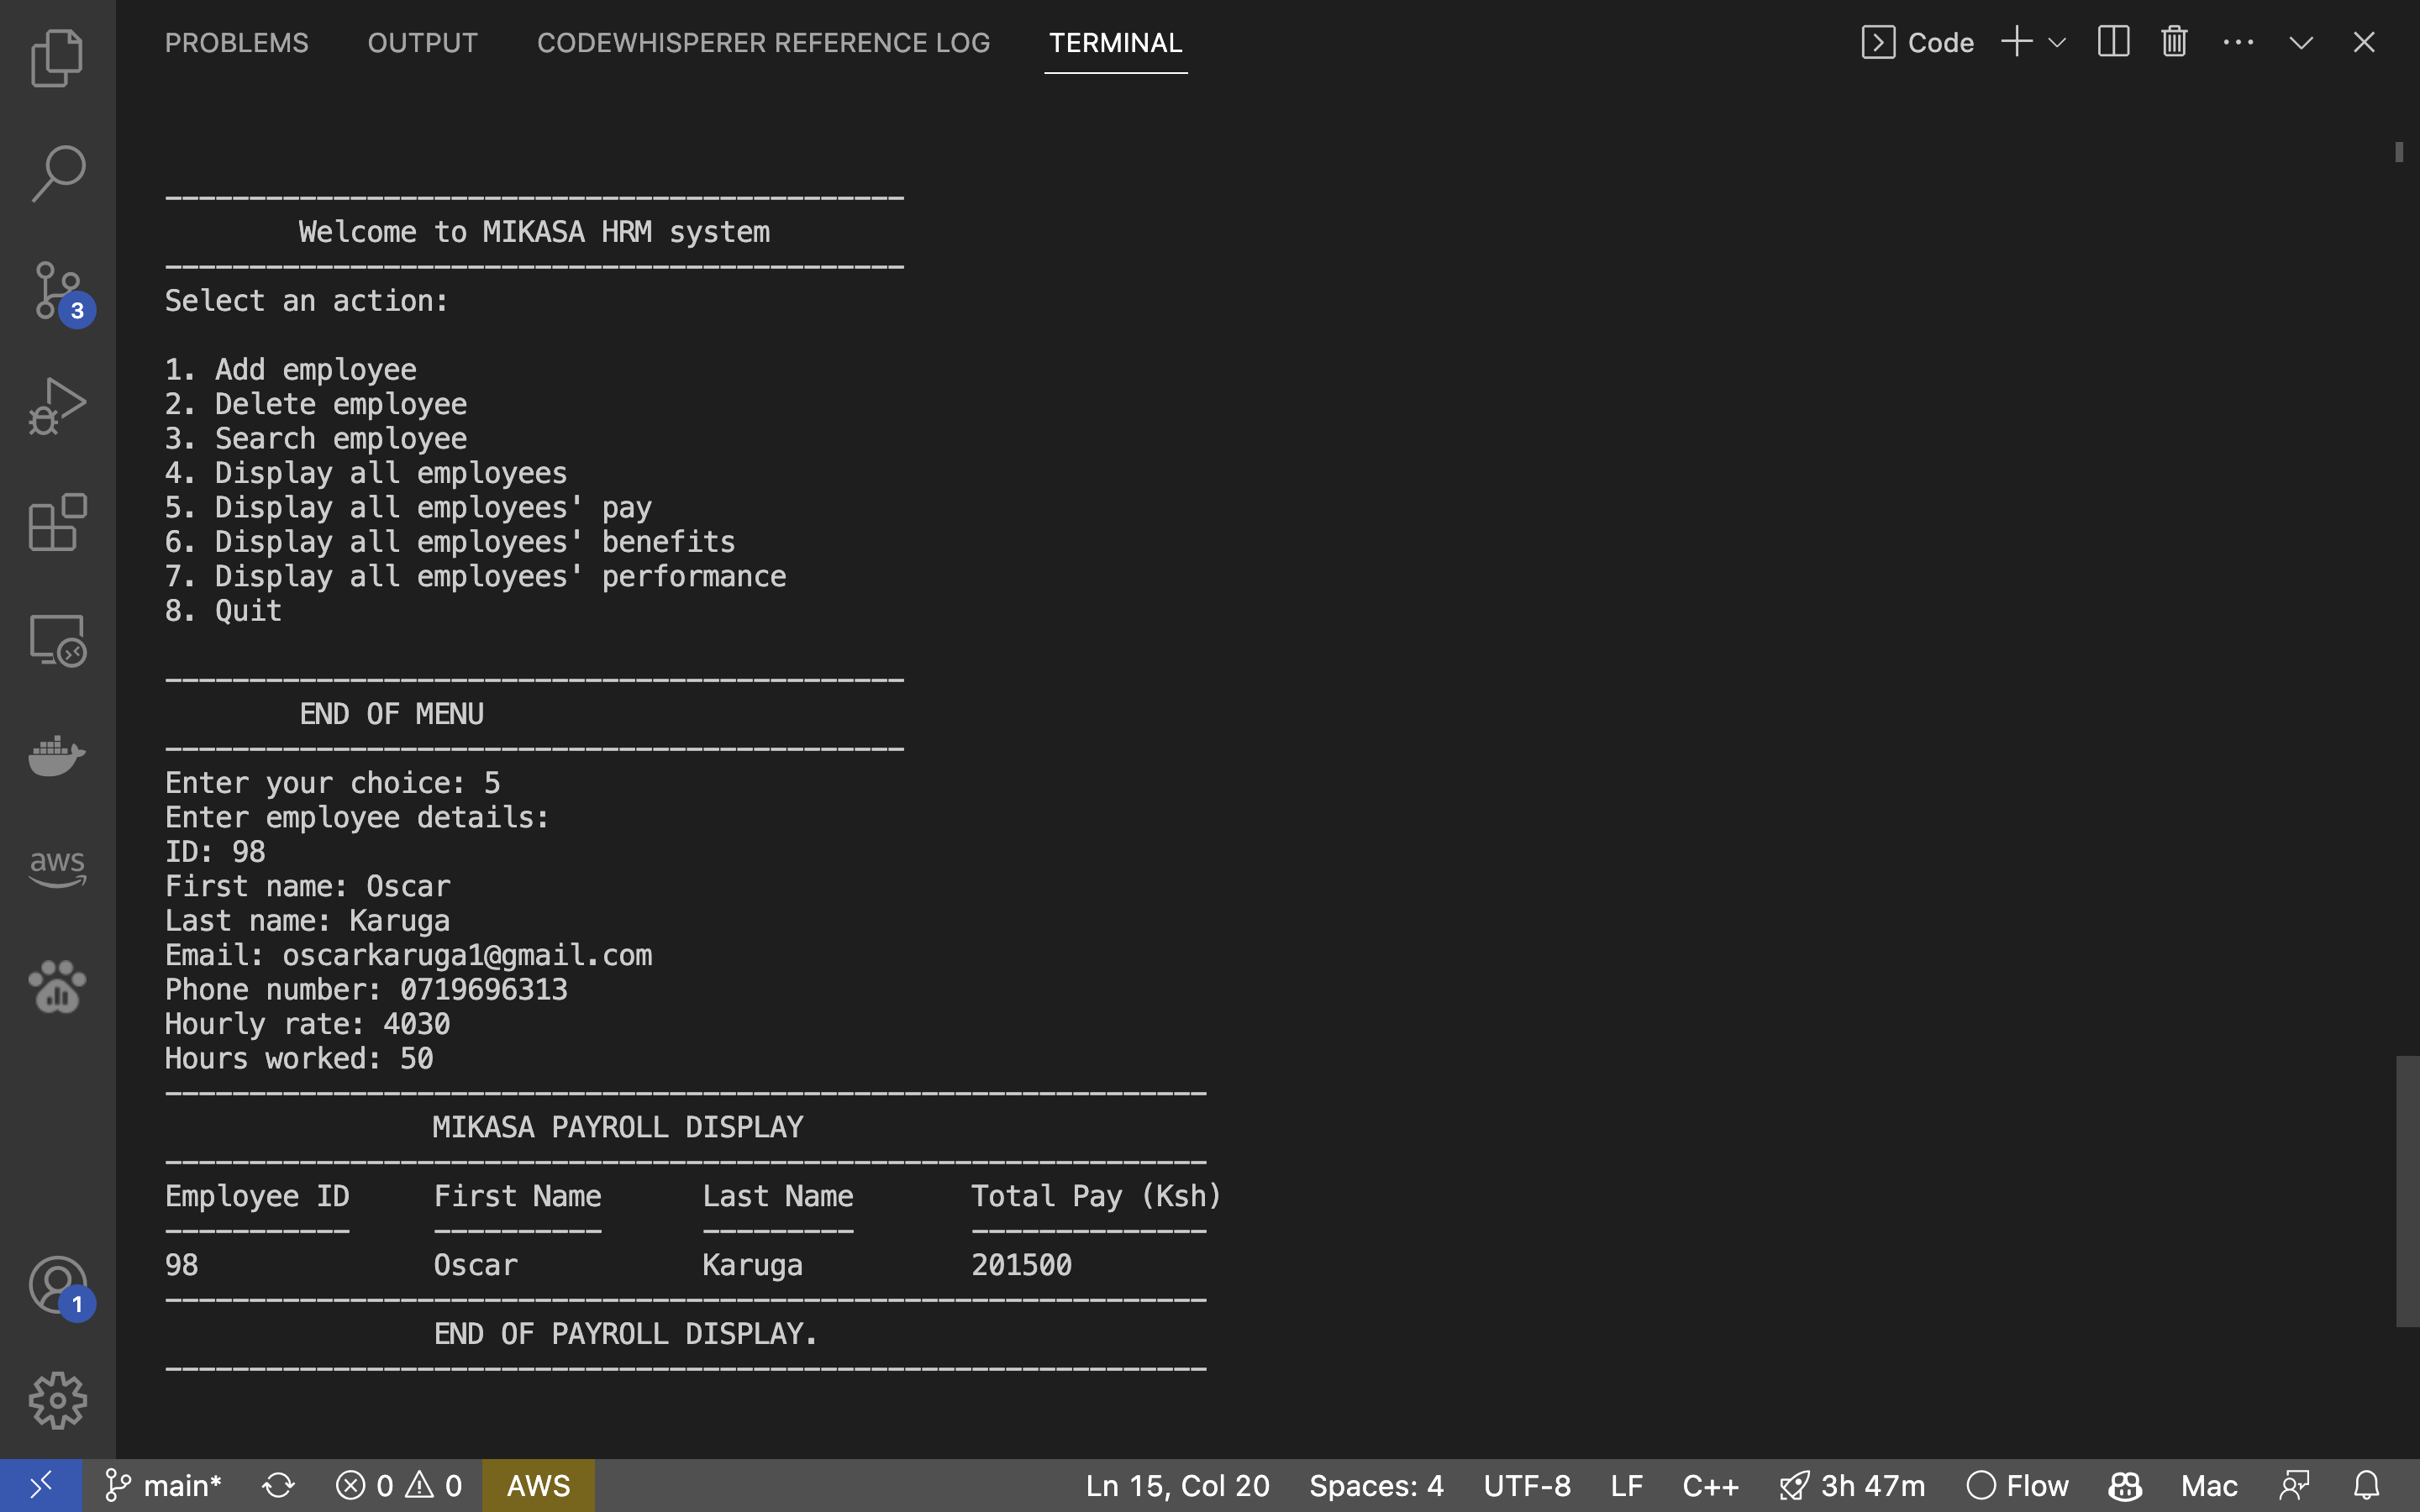 PROBLEMS OUTPUT CODEWHISPERER REFERENCE LOG TERMINAL Code
--------------------------------------------
Welcome to MIKASA HRM system
--------------------------------------------
Select an action:
1. Add employee
2. Delete employee
3. Search employee
4. Display all employees
5. Display all employees' pay
6. Display all employees' benefits
7. Display all employees' performance
8. Quit
--------------------------------------------
END OF MENU
--------------------------------------------
Enter your choice: 5
Enter employee details:
ID: 98
First name: Oscar
Last name: Karuga
Email: oscarkaruga1@gmail.com
Phone number: 0719696313
Hourly rate: 4030
Hours worked: 50
--------------------------------------------------------------
MIKASA PAYROLL DISPLAY
--------------------------------------------------------------
Employee ID First Name Last Name Total Pay (Ksh)
----------- ---------- --------- --------------
98 Oscar Karuga 201500
--------------------------------------------------------------
END OF PAYROLL DISPLAY.
--------------------------------------------------------------
3
aws
1
main* 0 0 AWS Ln 15, Col 20 Spaces: 4 UTF-8 LF C++ 3h 47m Flow Mac